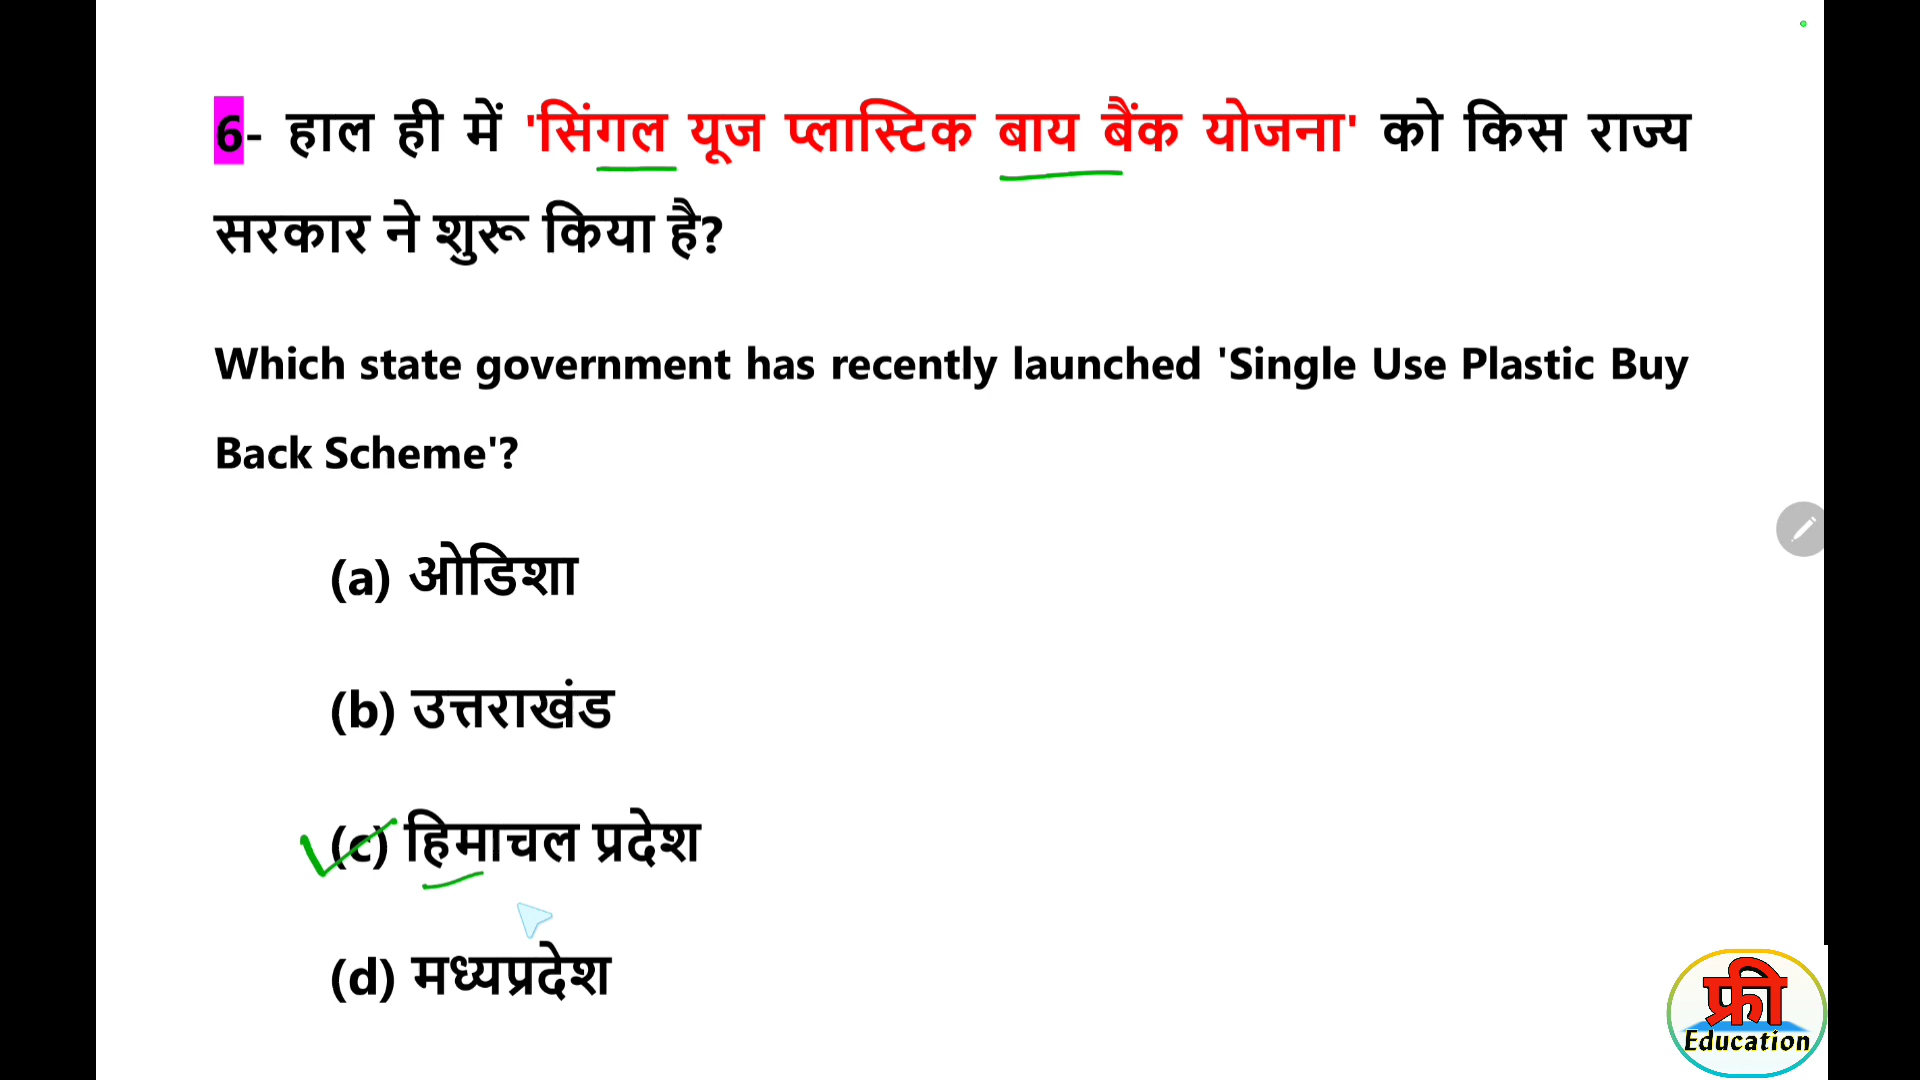 6- हाल ही में 'सिंगल यूज प्लास्टिक बाय बैंक योजना' को किस राज्य
सरकार ने शुरू किया है?
Which state government has recently launched 'Single Use Plastic Buy
Back Scheme'?
(a) ओडिशा
(b) उत्तराखंड
(c) हिमाचल प्रदेश
(d) मध्यप्रदेश
फ्री
Education